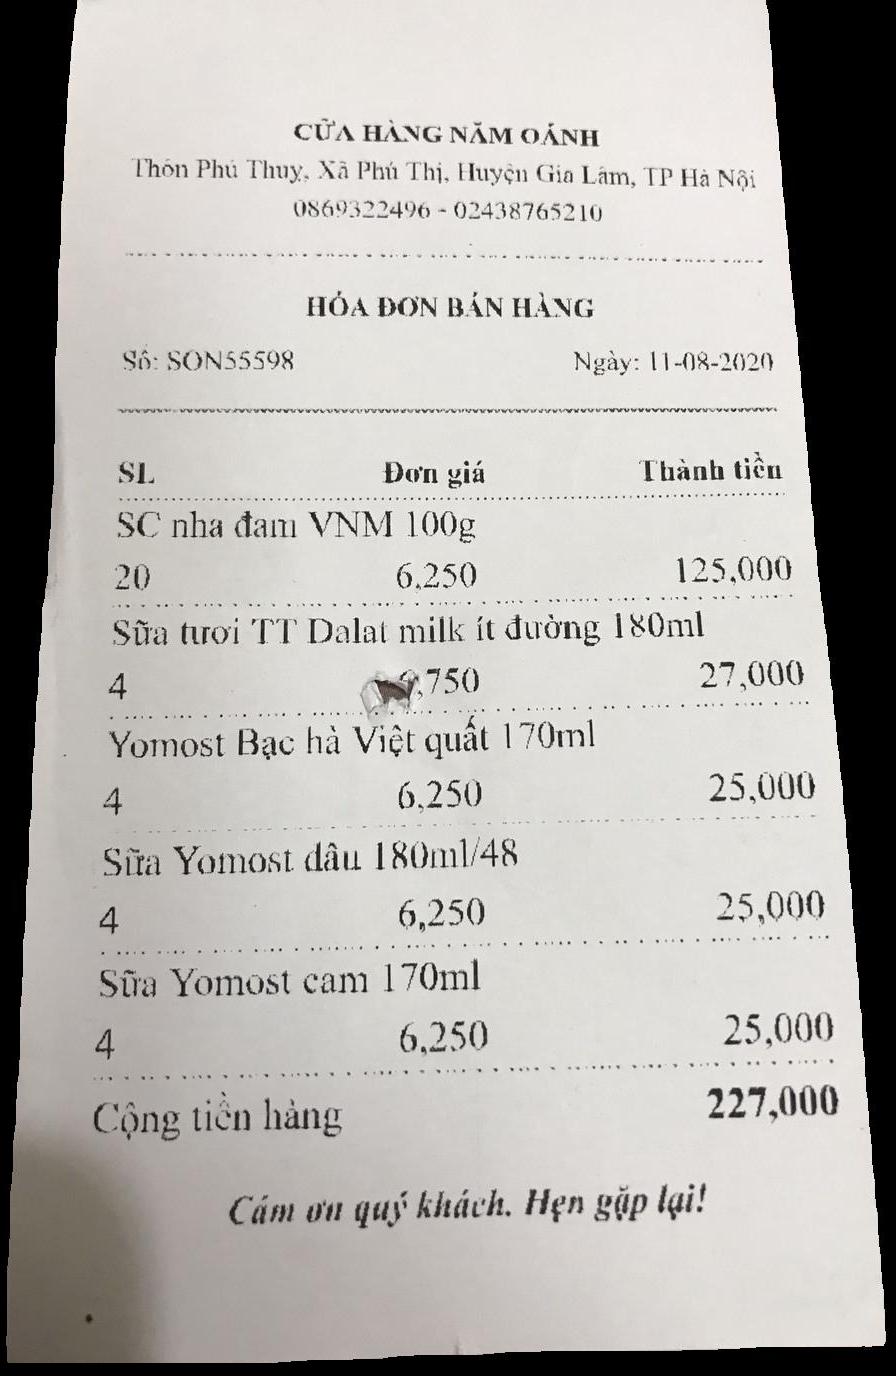 CỬA HÀNG NĂM OÁNH
Thôn Phú Thuỵ, Xã Phú Thị, Huyện Gia Lâm, TP Hà Nội
0869322496 - 02438765210
HÓA ĐƠN BÁN HÀNG
Số: SON55598 Ngày: 11-08-2020
SL Đơn giá Thành tiền
SC nha đam VNM 100g
20 6,250 125,000
Sữa tươi TT Dalat milk ít đường 180ml
4 27,000
Yomost Bạc hà Việt quất 170ml
4 6,250 25,000
Sữa Yomost dâu 180ml/48
4 6,250 25,000
Sữa Yomost cam 170ml
4 6,250 25,000
Cộng tiền hàng 227,000
Cám ơn quý khách. Hẹn gặp lại!